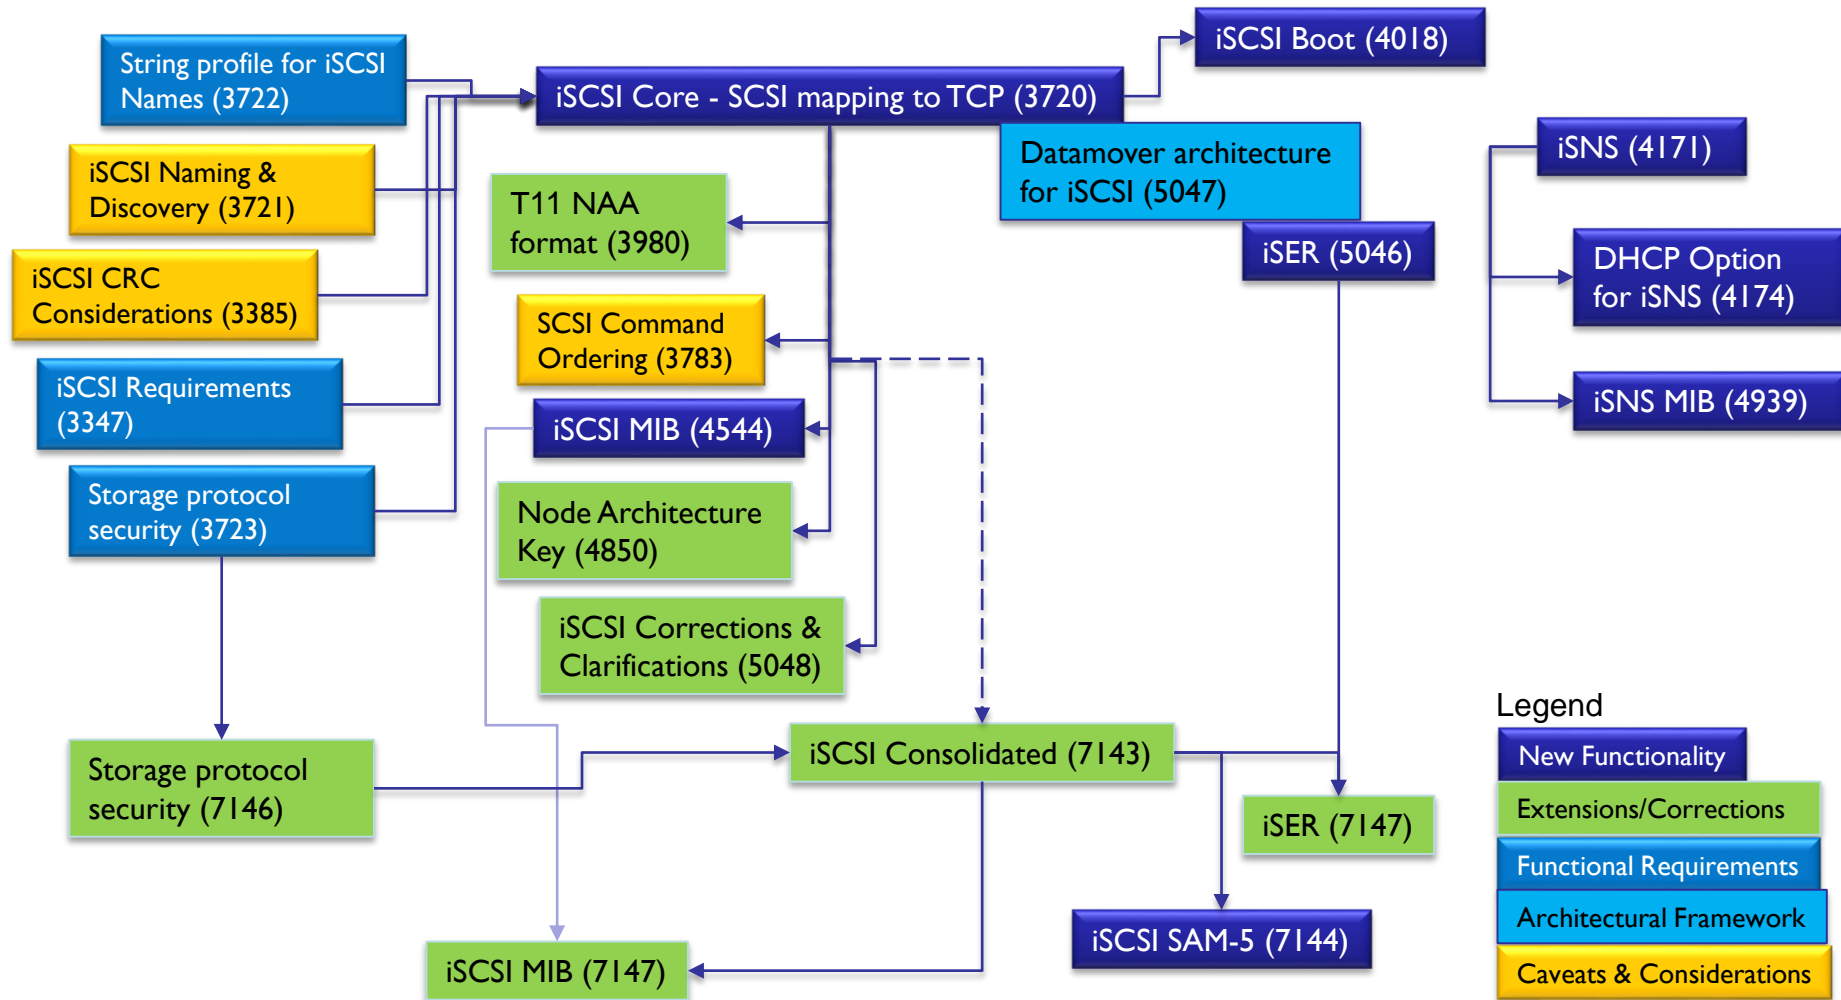 iSCSI Boot (4018)
String profile for iSCSI
Names (3722)
iSCSI Core - SCSI mapping to TCP (3720)
iSCSI Naming &
Discovery (3721)
Datamover architecture
for iSCSI (5047)
iSNS (4171)
T11 NAA
format (3980)
iSER (5046)
DHCP Option
for iSNS (4174)
iSCSI CRC
Considerations (3385)
SCSI Command
Ordering (3783)
iSCSI Requirements
(3347)
iSCSI MIB (4544)
iSNS MIB (4939)
Storage protocol
security (3723)
Node Architecture
Key (4850)
iSCSI Corrections &
Clarifications (5048)
Storage protocol
security (7146)
iSCSI Consolidated (7143)
iSER (7147)
iSCSI SAM-5 (7144)
iSCSI MIB (7147)
Legend
New Functionality
Extensions/Corrections
Functional Requirements
Architectural Framework
Caveats & Considerations